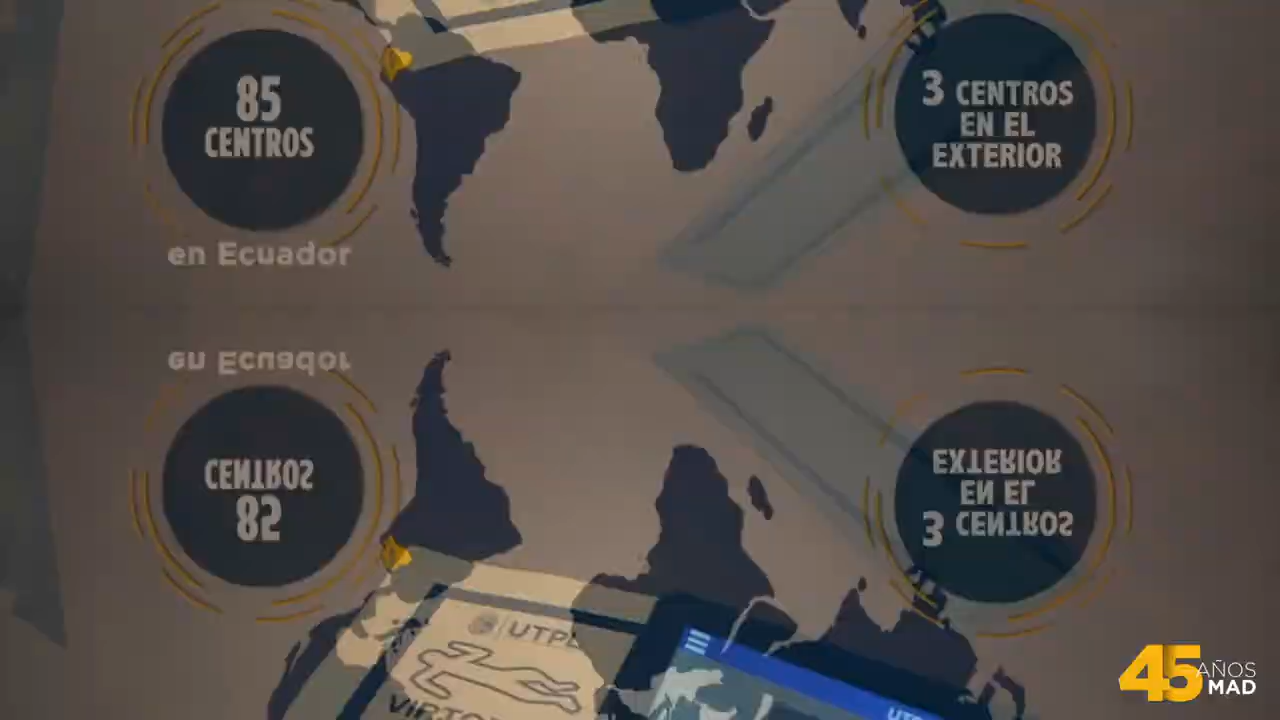 85
CENTROS
en Ecuador
3 CENTROS
EN EL
EXTERIOR
en Ecuador
CENTROS
85
EXTERIOR
EN EL
3 CENTROS
UTPL
45 AÑOS
MAD